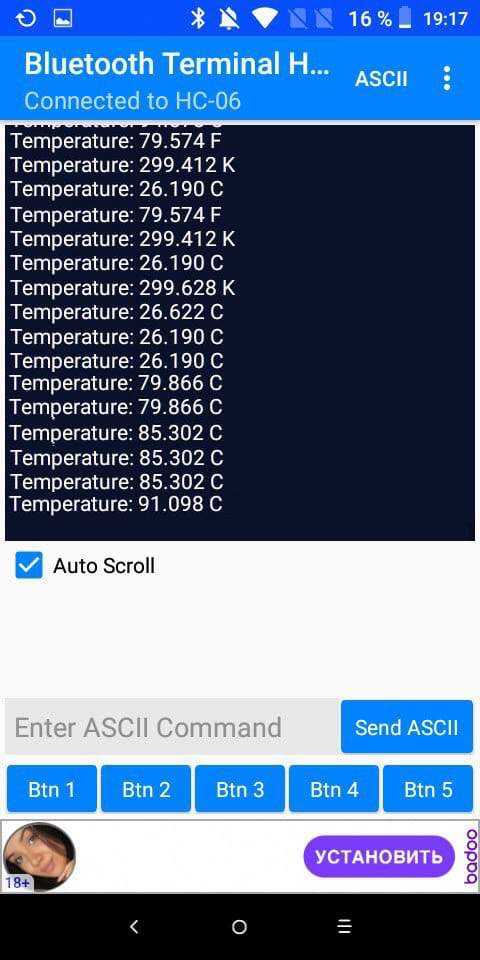 16 % 19:17
Bluetooth Terminal H...
ASCII
Connected to HC-06
Temperature: 79.574 F
Temperature: 299.412 K
Temperature: 26.190 C
Temperature: 79.574 F
Temperature: 299.412 K
Temperature: 26.190 C
Temperature: 299.628 K
Temperature: 26.622 C
Temperature: 26.190 C
Temperature: 26.190 C
Temperature: 79.866 C
Temperature: 79.866 C
Temperature: 85.302 C
Temperature: 85.302 C
Temperature: 85.302 C
Temperature: 91.098 C
Auto Scroll
Enter ASCII Command
Send ASCII
Btn 1 Btn 2 Btn 3 Btn 4 Btn 5
18+
УСТАНОВИТЬ
badoo